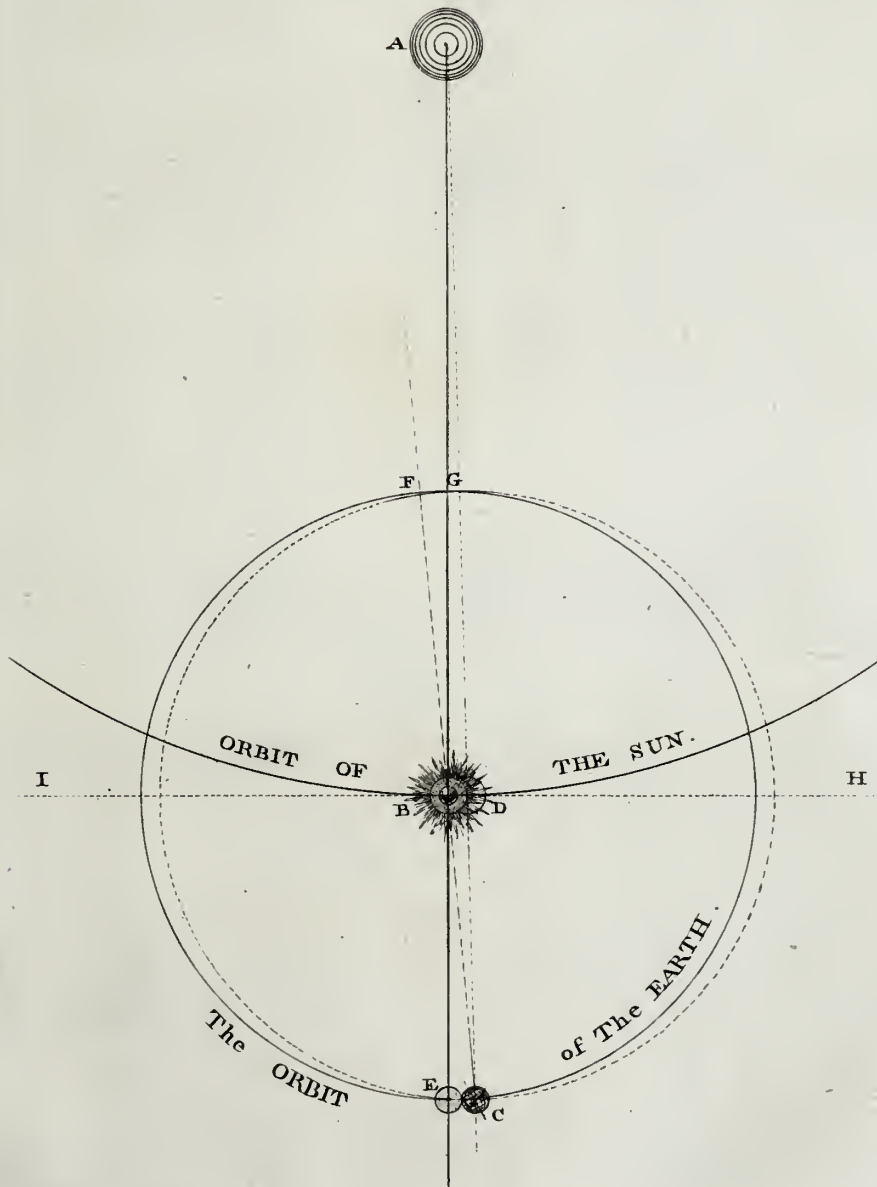 A
F G
ORBIT OF THE SUN.
I H
B D
of The EARTH.
The ORBIT
E
C